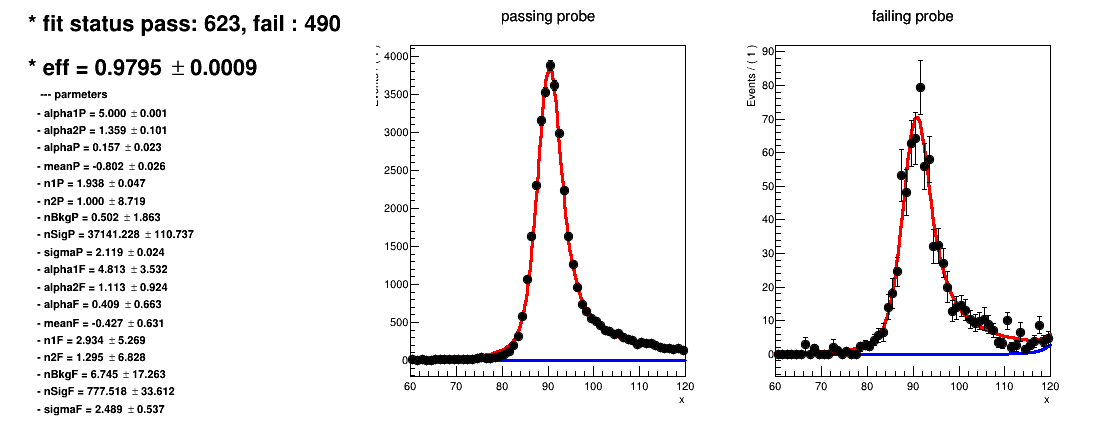 * fit status pass: 623, fail : 490
* eff = 0.9795 ± 0.0009
--- parmeters
- alpha1P = 5.000 ± 0.001
- alpha2P = 1.359 ± 0.101
- alphaP = 0.157 ± 0.023
- meanP = -0.802 ± 0.026
- n1P = 1.938 ± 0.047
- n2P = 1.000 ± 8.719
- nBkgP = 0.502 ± 1.863
- nSigP = 37141.228 ± 110.737
- sigmaP = 2.119 ± 0.024
- alpha1F = 4.813 ± 3.532
- alpha2F = 1.113 ± 0.924
- alphaF = 0.409 ± 0.663
- meanF = -0.427 ± 0.631
- n1F = 2.934 ± 5.269
- n2F = 1.295 ± 6.828
- nBkgF = 6.745 ± 17.263
- nSigF = 777.518 ± 33.612
- sigmaF = 2.489 ± 0.537
passing probe
4000
3500
3000
2500
2000
1500
1000
500
0
60 70 80 90 100 110 120
x
failing probe
Events / ( 1 )
90
80
70
60
50
40
30
20
10
0
60 70 80 90 100 110 120
x